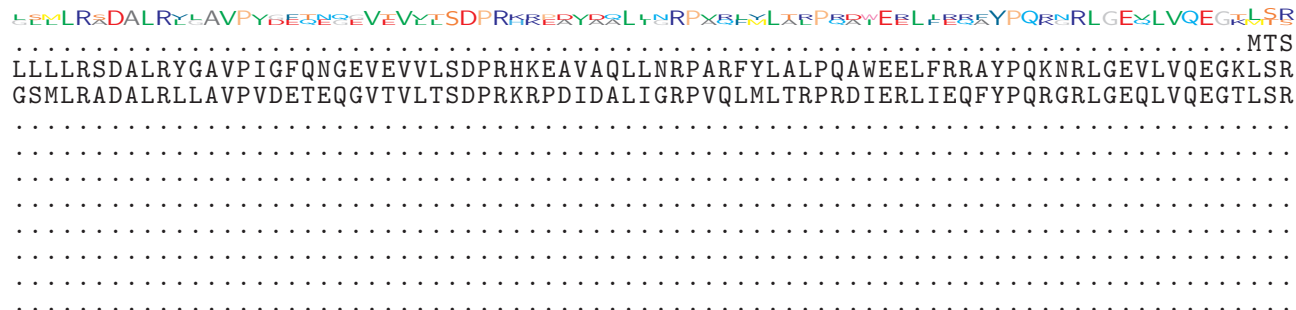 .............................................................................MTS
LLLLRSDALRYGAVPIGFQNGEVEVVLSDPRHKEAVAQLLNRPARFYLALPQAWEELFRRAYPQKNRLGEVLVQEGKLSR
GSMLRADALRLLAVPVDETEQGVTVLTSDPRKRPDIDALIGRPVQLMLTRPRDIERLIEQFYPQRGRLGEQLVQEGTLSR
................................................................................
................................................................................
................................................................................
................................................................................
................................................................................
................................................................................
................................................................................
................................................................................